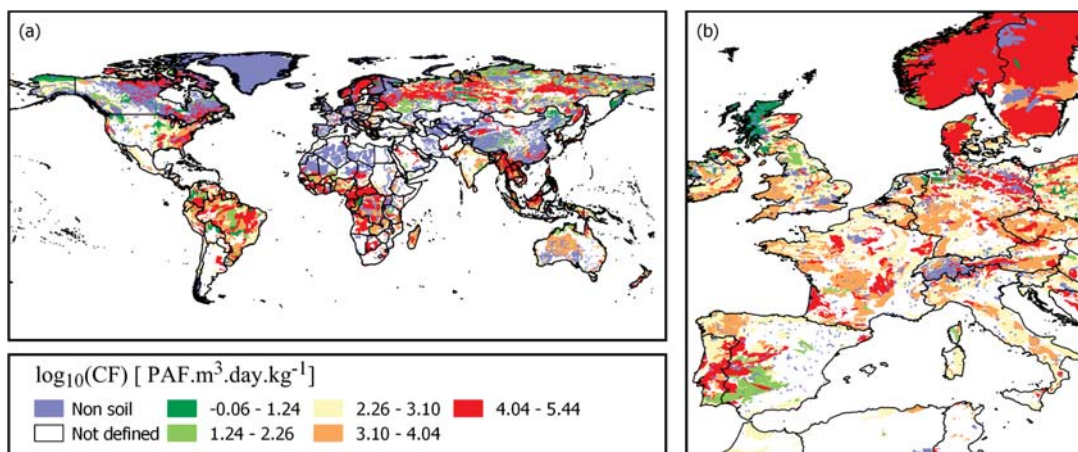 (a)
(b)
log₁₀(CF) [ PAF.m³.day.kg⁻¹]
Non soil -0.06 - 1.24 2.26 - 3.10 4.04 - 5.44
Not defined 1.24 - 2.26 3.10 - 4.04